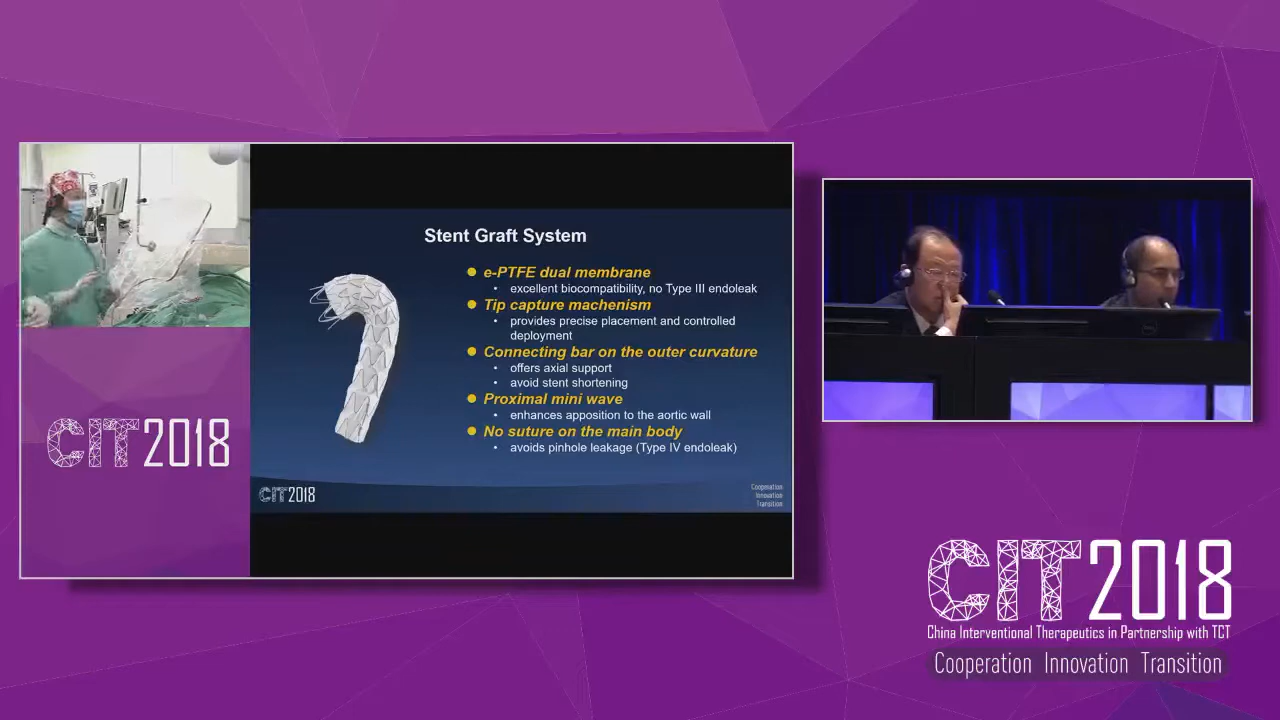 Stent Graft System
e-PTFE dual membrane
excellent biocompatibility, no Type III endoleak
Tip capture machenism
provides precise placement and controlled
deployment
Connecting bar on the outer curvature
offers axial support
avoid stent shortening
Proximal mini wave
enhances apposition to the aortic wall
No suture on the main body
avoids pinhole leakage (Type IV endoleak)
CIT2018
Cooperation
Innovation
Transition
CIT2018
CIT2018
China Interventional Therapeutics in Partnership with TCT
Cooperation Innovation Transition